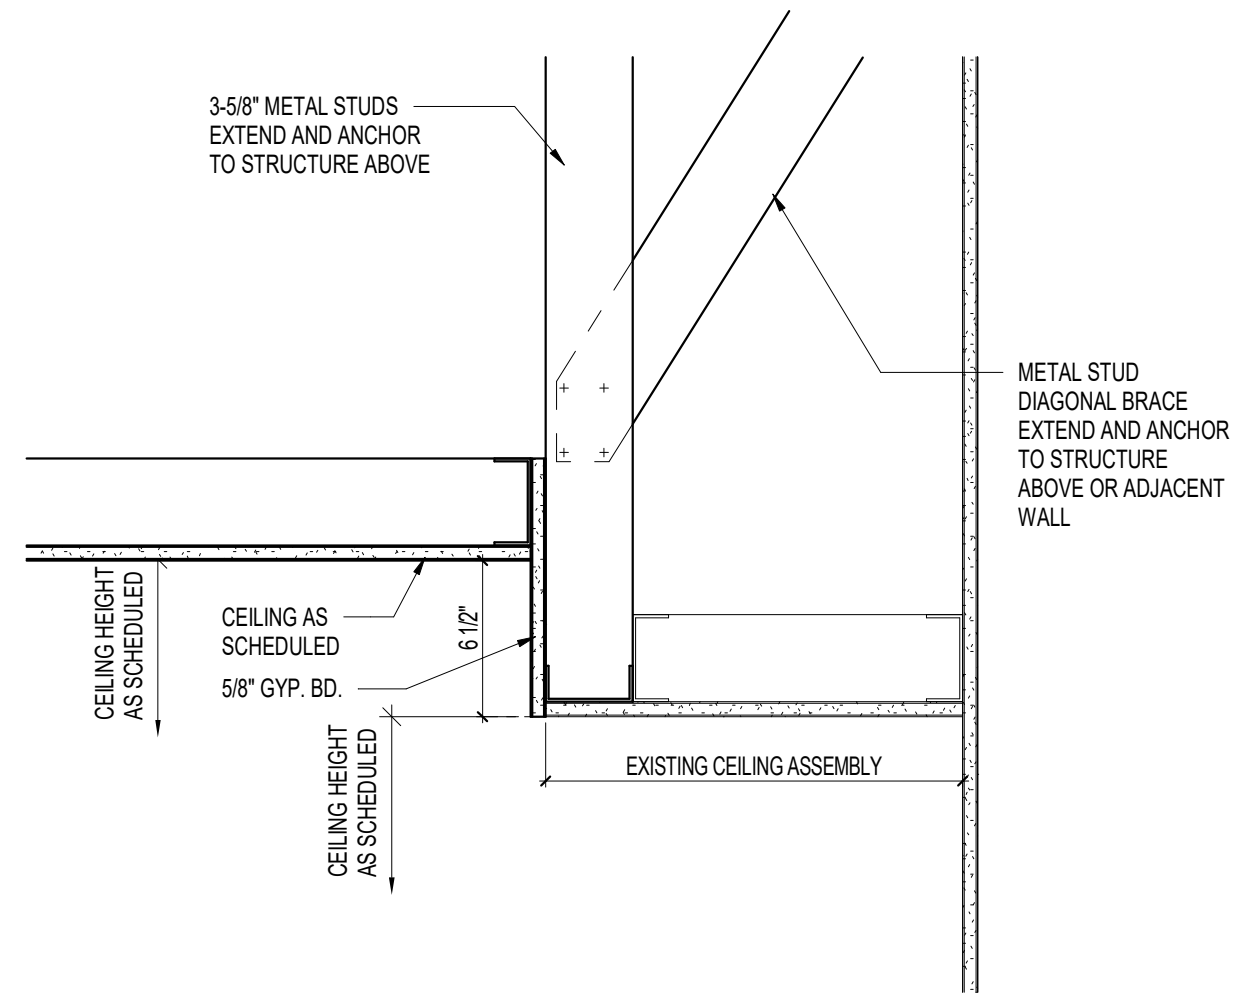 3-5/8" METAL STUDS
EXTEND AND ANCHOR
TO STRUCTURE ABOVE
METAL STUD
DIAGONAL BRACE
EXTEND AND ANCHOR
TO STRUCTURE
ABOVE OR ADJACENT
WALL
CEILING HEIGHT
AS SCHEDULED
CEILING AS
SCHEDULED
5/8" GYP. BD.
6 1/2"
CEILING HEIGHT
AS SCHEDULED
EXISTING CEILING ASSEMBLY